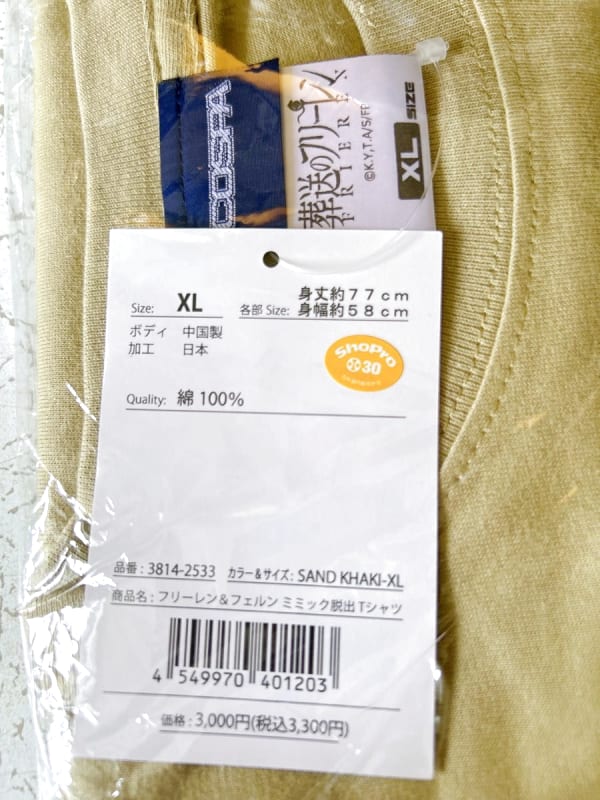 COSPA
葬送のフリーレン
FRIEREN
©K.Y,T.A/S/FP
XL SIZE
Size: XL 各部 Size: 身丈約77cm
身幅約58cm
ボディ 中国製
加工 日本
ShoPro
30
Quality: 綿 100%
品番 : 3814-2533 カラー&サイズ : SAND KHAKI-XL
商品名 : フリーレン&フェルン ミミック脱出 Tシャツ
4 549970 401203
価格 : 3,000円(税込3,300円)